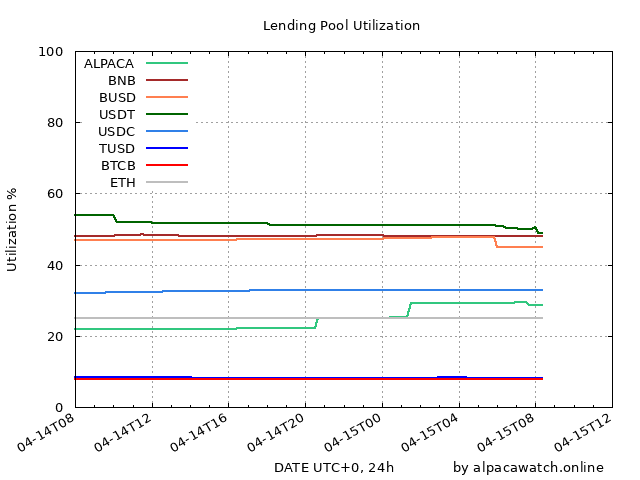 Lending Pool Utilization
100
80
60
40
20
0
Utilization %
ALPACA
BNB
BUSD
USDT
USDC
TUSD
BTCB
ETH
04-14T08
04-14T12
04-14T16
04-14T20
04-15T00
04-15T04
04-15T08
04-15T12
DATE UTC+0, 24h
by alpacawatch.online